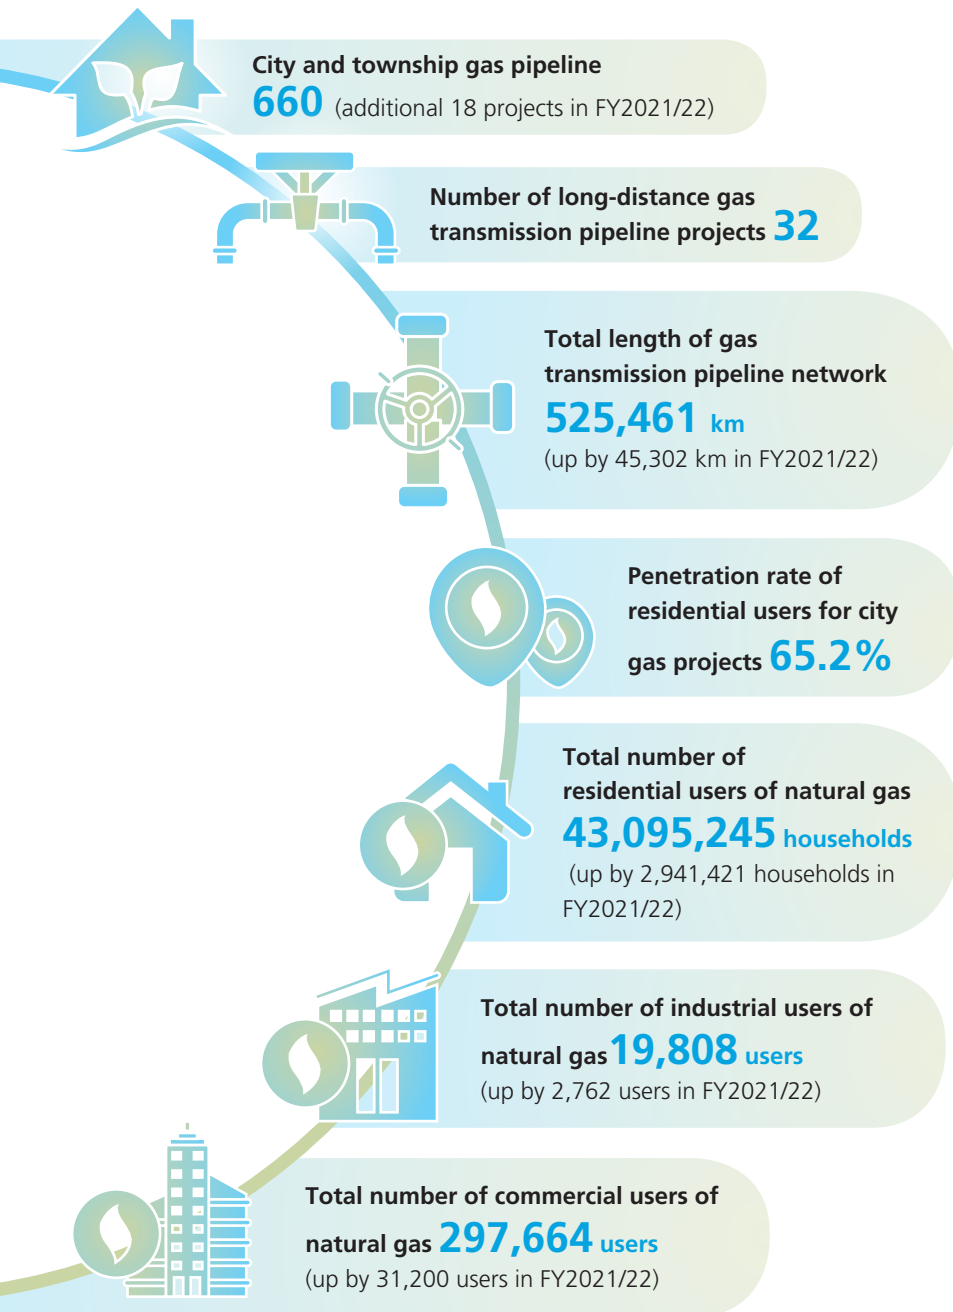 City and township gas pipeline
660 (additional 18 projects in FY2021/22)
Number of long-distance gas
transmission pipeline projects 32
Total length of gas
transmission pipeline network
525,461 km
(up by 45,302 km in FY2021/22)
Penetration rate of
residential users for city
gas projects 65.2%
Total number of
residential users of natural gas
43,095,245 households
(up by 2,941,421 households in
FY2021/22)
Total number of industrial users of
natural gas 19,808 users
(up by 2,762 users in FY2021/22)
Total number of commercial users of
natural gas 297,664 users
(up by 31,200 users in FY2021/22)